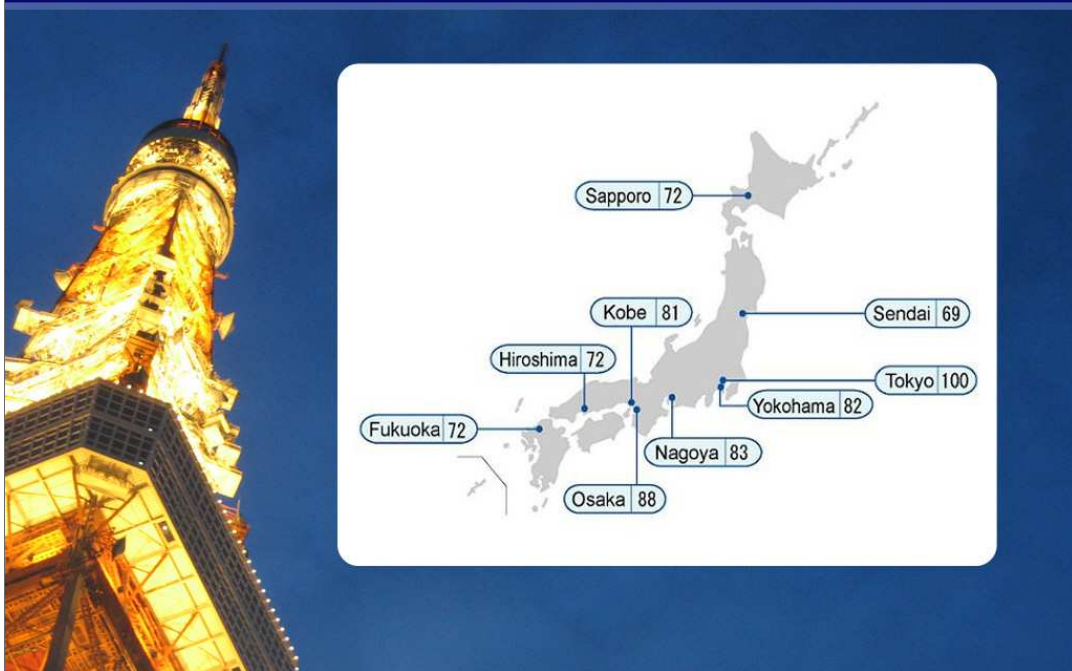 Sapporo 72
Kobe 81
Sendai 69
Hiroshima 72
Tokyo 100
Yokohama 82
Fukuoka 72
Nagoya 83
Osaka 88